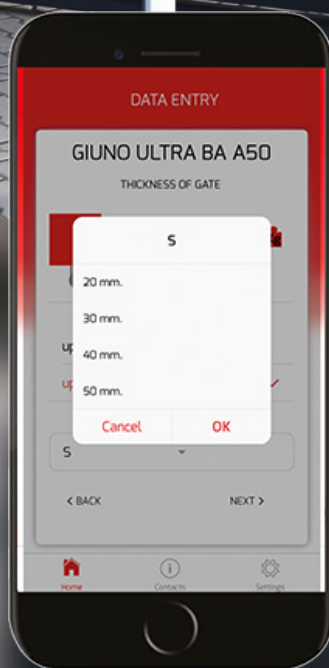 DATA ENTRY
GIUNO ULTRA BA A50
THICKNESS OF GATE
S
20 mm.
30 mm.
40 mm.
50 mm.
Cancel
OK
S
< BACK
NEXT >
Home
Contacts
Settings